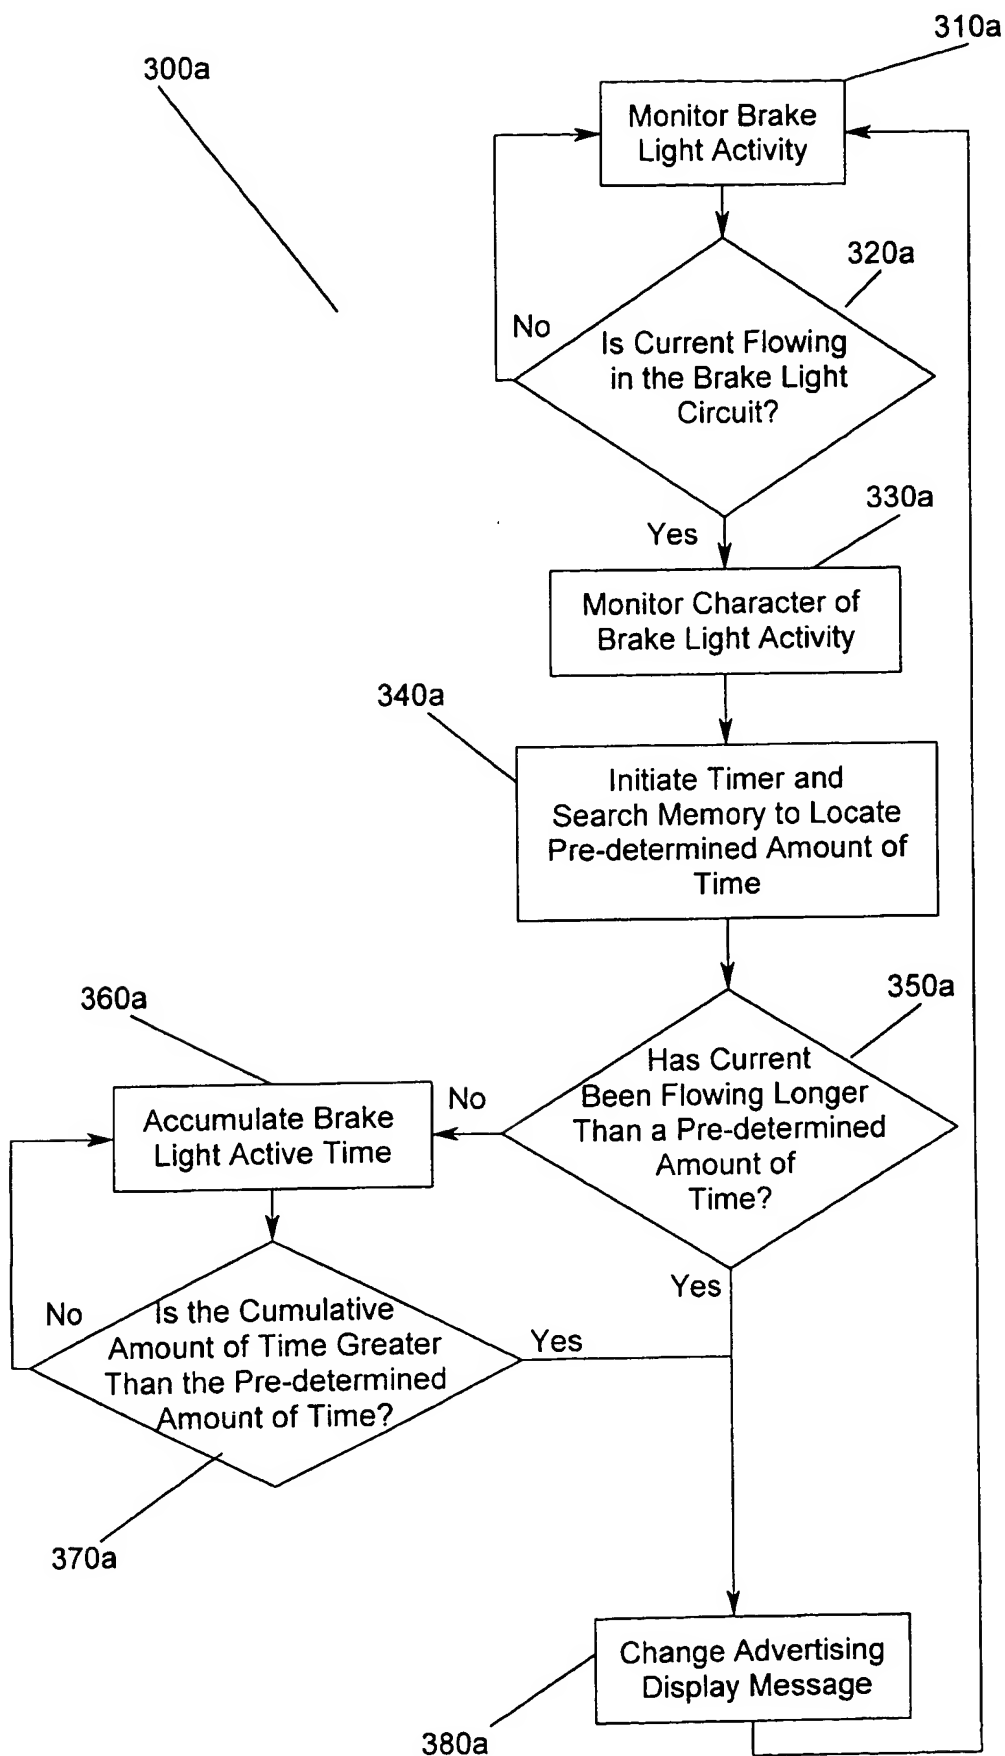 310a
300a
Monitor Brake
Light Activity
320a
No
Is Current Flowing
in the Brake Light
Circuit?
330a
Yes
Monitor Character of
Brake Light Activity
340a
Initiate Timer and
Search Memory to Locate
Pre-determined Amount of
Time
350a
360a
Has Current
Been Flowing Longer
Than a Pre-determined
Amount of
Time?
No
Accumulate Brake
Light Active Time
Yes
No
Is the Cumulative
Amount of Time Greater
Than the Pre-determined
Amount of Time?
Yes
370a
Change Advertising
Display Message
380a